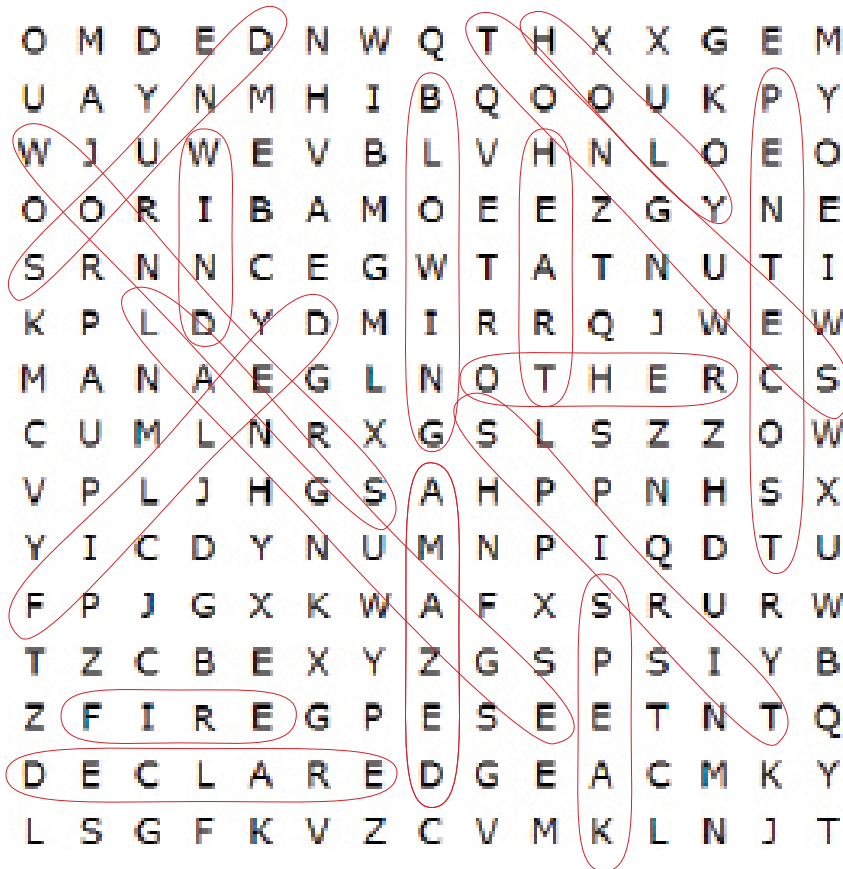 O M D E D N W Q T H X X G E M
U A Y N M H I B Q O O U K P Y
W J U W E V B L V H N L O E O
O O R I B A M O E E Z G Y N E
S R N N C E G W T A T N U T I
K P L D Y D M I R R Q J W E W
M A N A E G L N O T H E R C S
C U M L N R X G S L S Z Z O W
V P L J H G S A H P P N H S X
Y I C D Y N U M N P I Q D T U
F P J G X K W A F X S R U R W
T Z C B E X Y Z G S P S I Y B
Z F I R E G P E S E E T N T Q
D E C L A R E D G E A C M K Y
L S G F K V Z C V M K L N J T